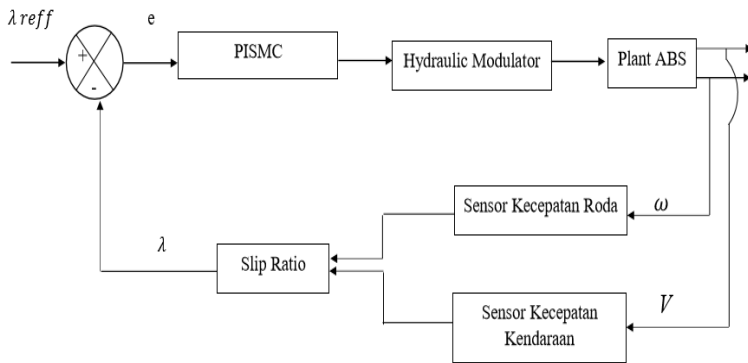 λ reff
e
+
-
PISMC
Hydraulic Modulator
Plant ABS
Sensor Kecepatan Roda
ω
λ
Slip Ratio
Sensor Kecepatan
Kendaraan
V